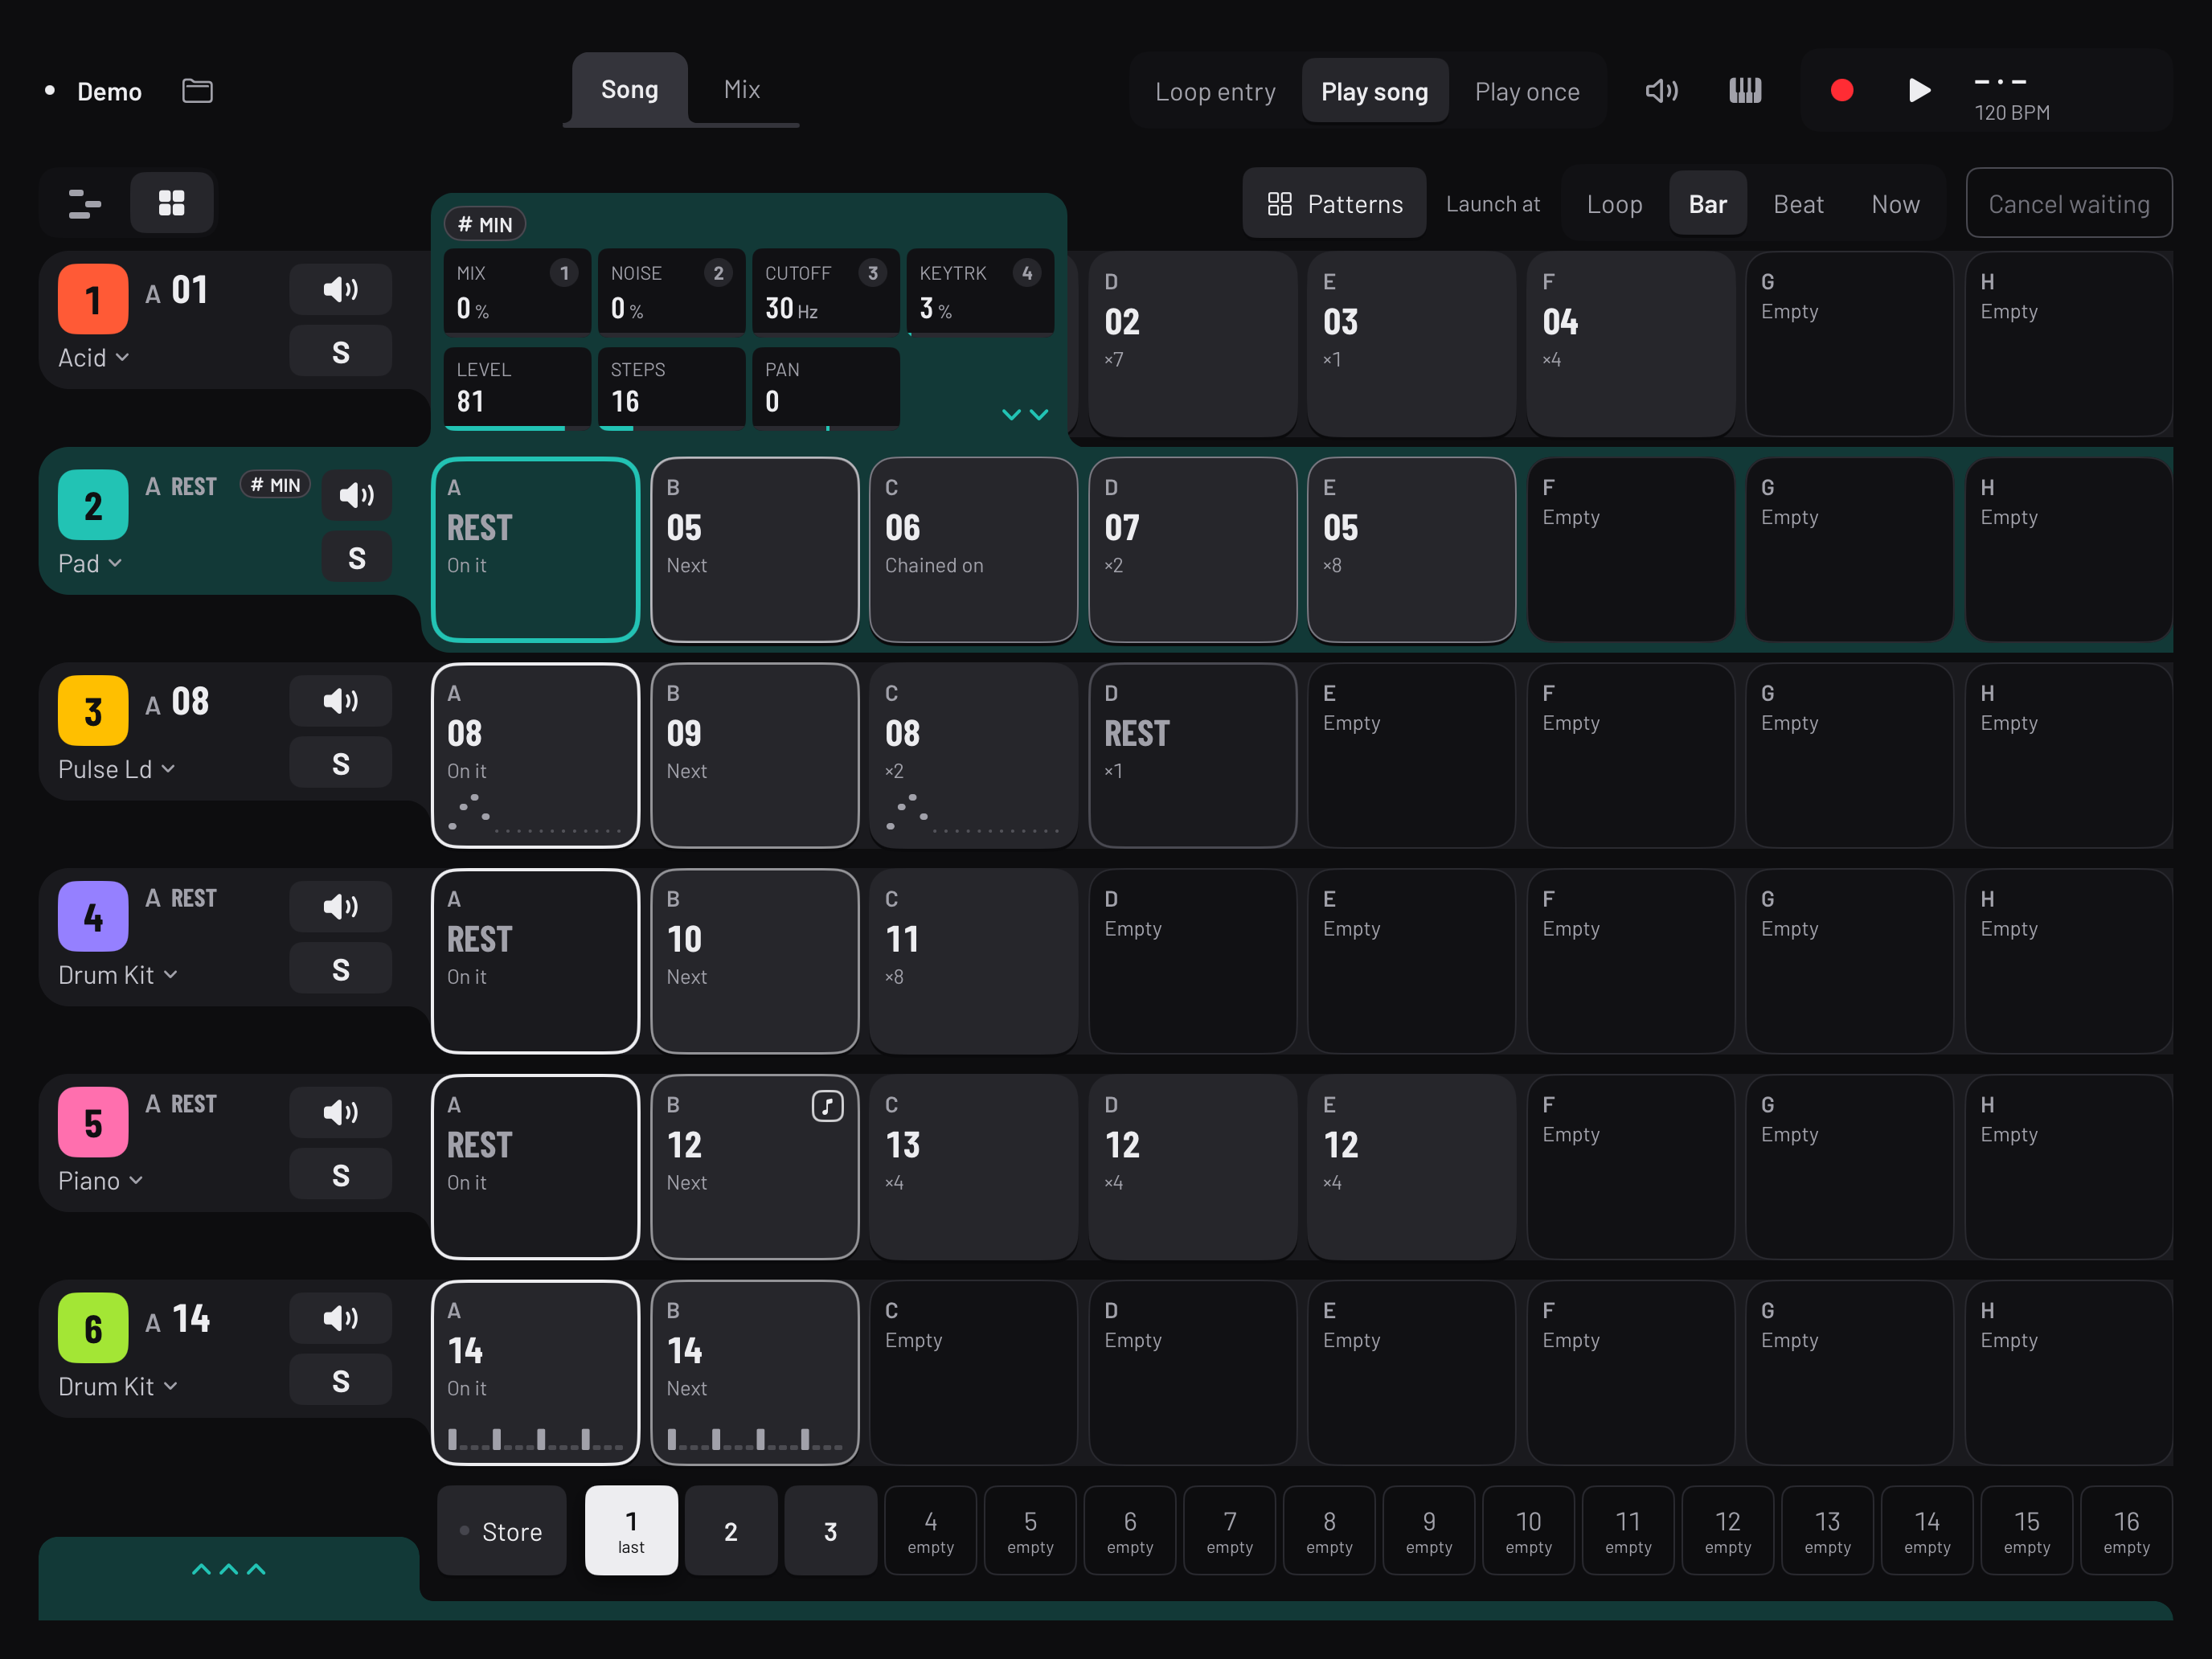 Demo
Song
Mix
Loop entry
Play song
Play once
120 BPM
Patterns
Launch at
Loop
Bar
Beat
Now
Cancel waiting
# MIN
MIX 1
0 %
NOISE 2
0 %
CUTOFF 3
30 Hz
KEYTRK 4
3 %
LEVEL
81
STEPS
16
PAN
0
1
A 01
Acid
S
D
02
×7
E
03
×1
F
04
×4
G
Empty
H
Empty
2
A REST
# MIN
Pad
S
A
REST
On it
B
05
Next
C
06
Chained on
D
07
×2
E
05
×8
F
Empty
G
Empty
H
Empty
3
A 08
Pulse Ld
S
A
08
On it
B
09
Next
C
08
×2
D
REST
×1
E
Empty
F
Empty
G
Empty
H
Empty
4
A REST
Drum Kit
S
A
REST
On it
B
10
Next
C
11
×8
D
Empty
E
Empty
F
Empty
G
Empty
H
Empty
5
A REST
Piano
S
A
REST
On it
B
12
Next
C
13
×4
D
12
×4
E
12
×4
F
Empty
G
Empty
H
Empty
6
A 14
Drum Kit
S
A
14
On it
B
14
Next
C
Empty
D
Empty
E
Empty
F
Empty
G
Empty
H
Empty
Store
1
last
2
3
4
empty
5
empty
6
empty
7
empty
8
empty
9
empty
10
empty
11
empty
12
empty
13
empty
14
empty
15
empty
16
empty